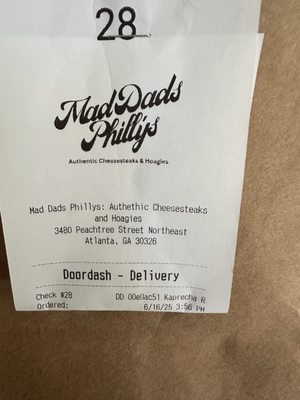 28
Mad Dads
Phillys
Authentic Cheesesteaks & Hoagies
Mad Dads Phillys: Authethic Cheesesteaks
and Hoagies
3480 Peachtree Street Northeast
Atlanta, GA 30326
Doordash - Delivery
Check #28 DD 00e0ac51 Kaprecha R
Ordered: 6/16/25 3:56 PM